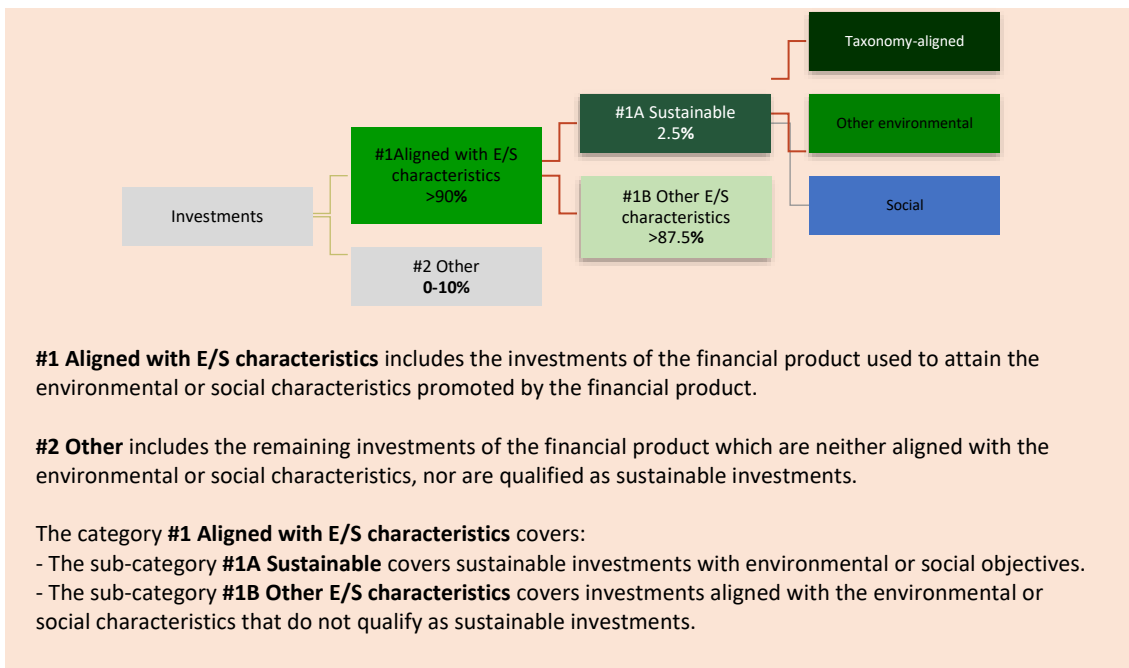 Taxonomy-aligned
#1A Sustainable
2.5%
Other environmental
#1Aligned with E/S
characteristics
>90%
#1B Other E/S
characteristics
>87.5%
Investments
Social
#2 Other
0-10%
#1 Aligned with E/S characteristics includes the investments of the financial product used to attain the
environmental or social characteristics promoted by the financial product.
#2 Other includes the remaining investments of the financial product which are neither aligned with the
environmental or social characteristics, nor are qualified as sustainable investments.
The category #1 Aligned with E/S characteristics covers:
- The sub-category #1A Sustainable covers sustainable investments with environmental or social objectives.
- The sub-category #1B Other E/S characteristics covers investments aligned with the environmental or
social characteristics that do not qualify as sustainable investments.